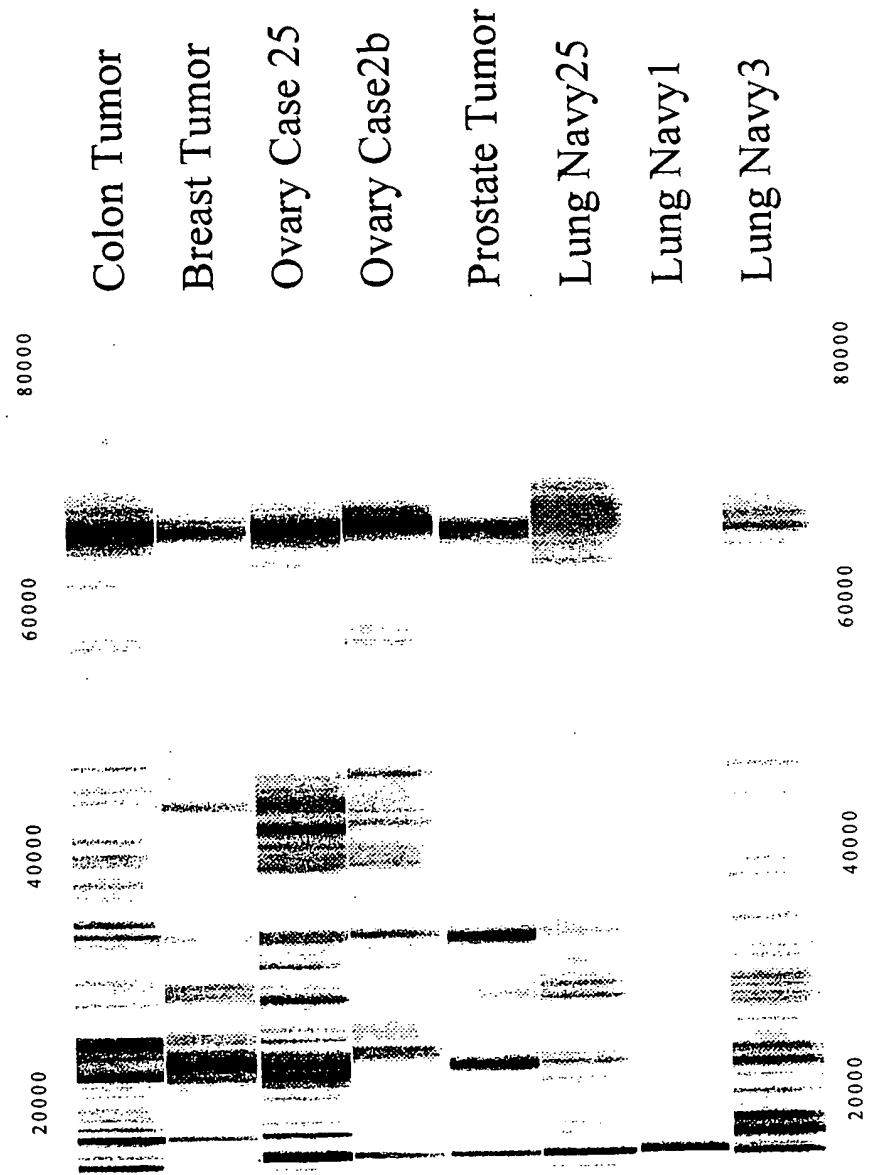 Colon Tumor
Breast Tumor
Ovary Case 25
Ovary Case2b
Prostate Tumor
Lung Navy25
Lung Navy1
Lung Navy3
80000
60000
40000
20000
80000
60000
40000
20000